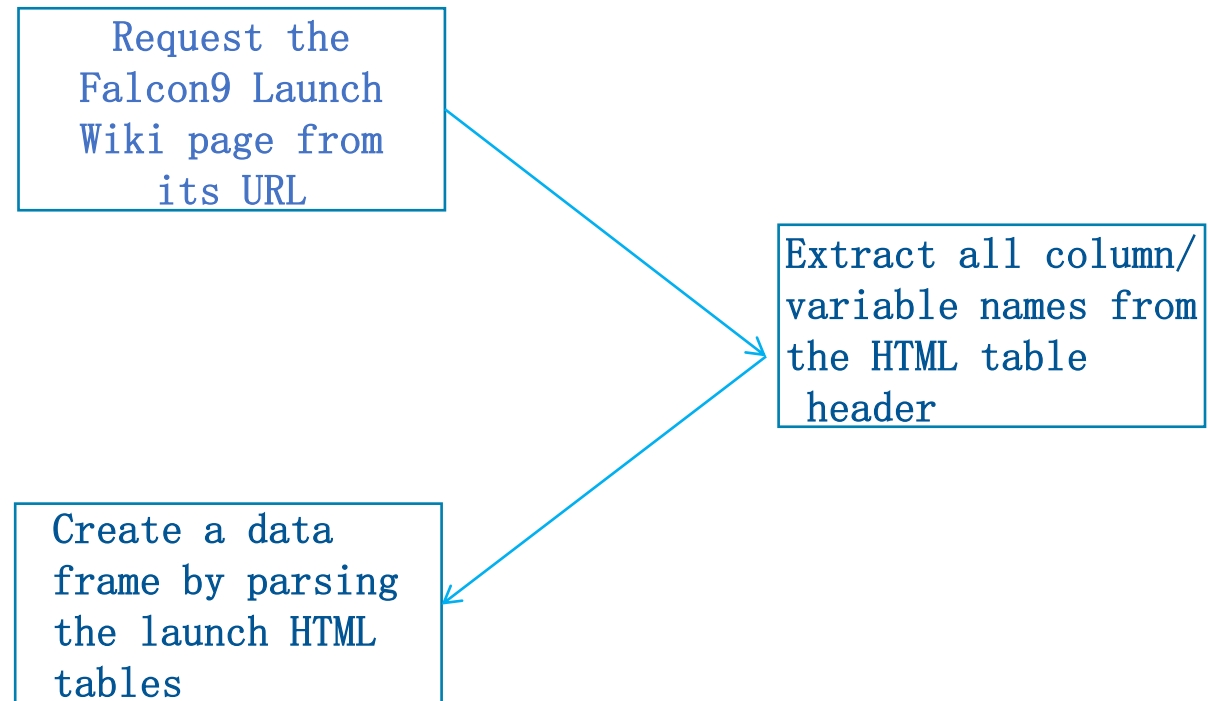 Request the
Falcon9 Launch
Wiki page from
its URL
Extract all column/
variable names from
the HTML table
header
Create a data
frame by parsing
the launch HTML
tables